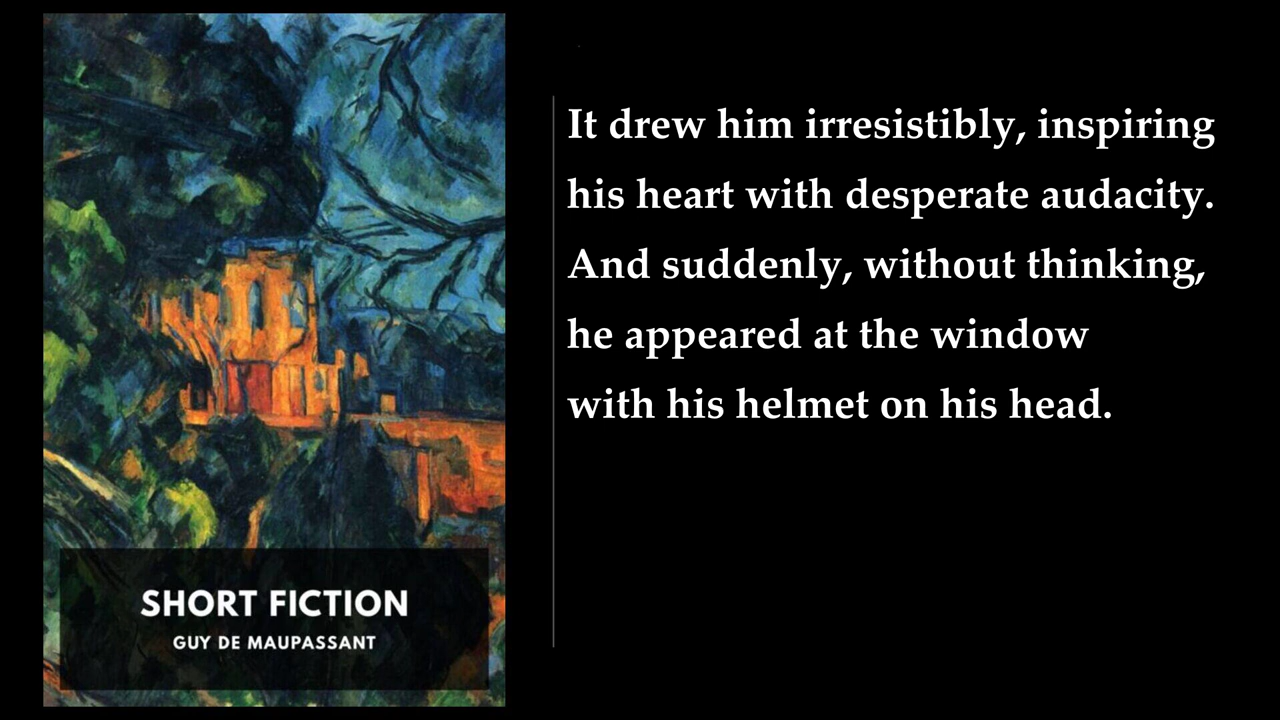 SHORT FICTION
GUY DE MAUPASSANT
It drew him irresistibly, inspiring
his heart with desperate audacity.
And suddenly, without thinking,
he appeared at the window
with his helmet on his head.